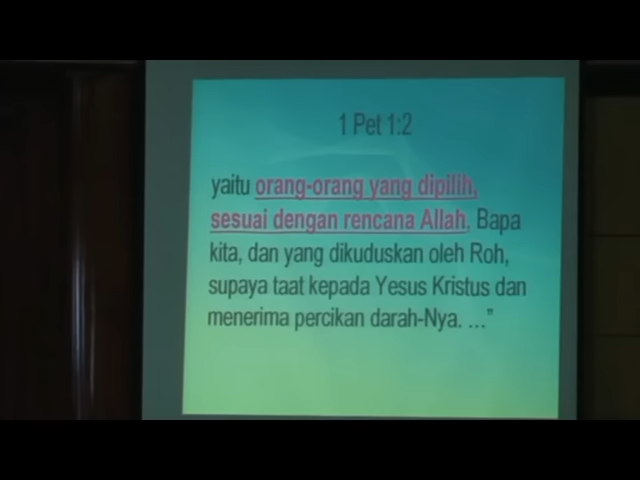 1 Pet 1:2
yaitu orang-orang yang dipilih,
sesuai dengan rencana Allah, Bapa
kita, dan yang dikuduskan oleh Roh,
supaya taat kepada Yesus Kristus dan
menerima percikan darah-Nya. ..."